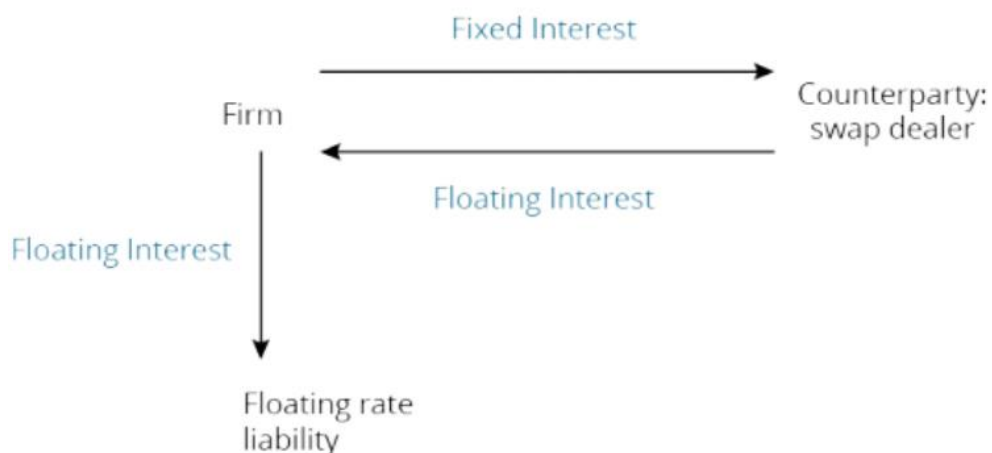 Fixed Interest
Counterparty:
swap dealer
Firm
Floating Interest
Floating Interest
Floating rate
liability